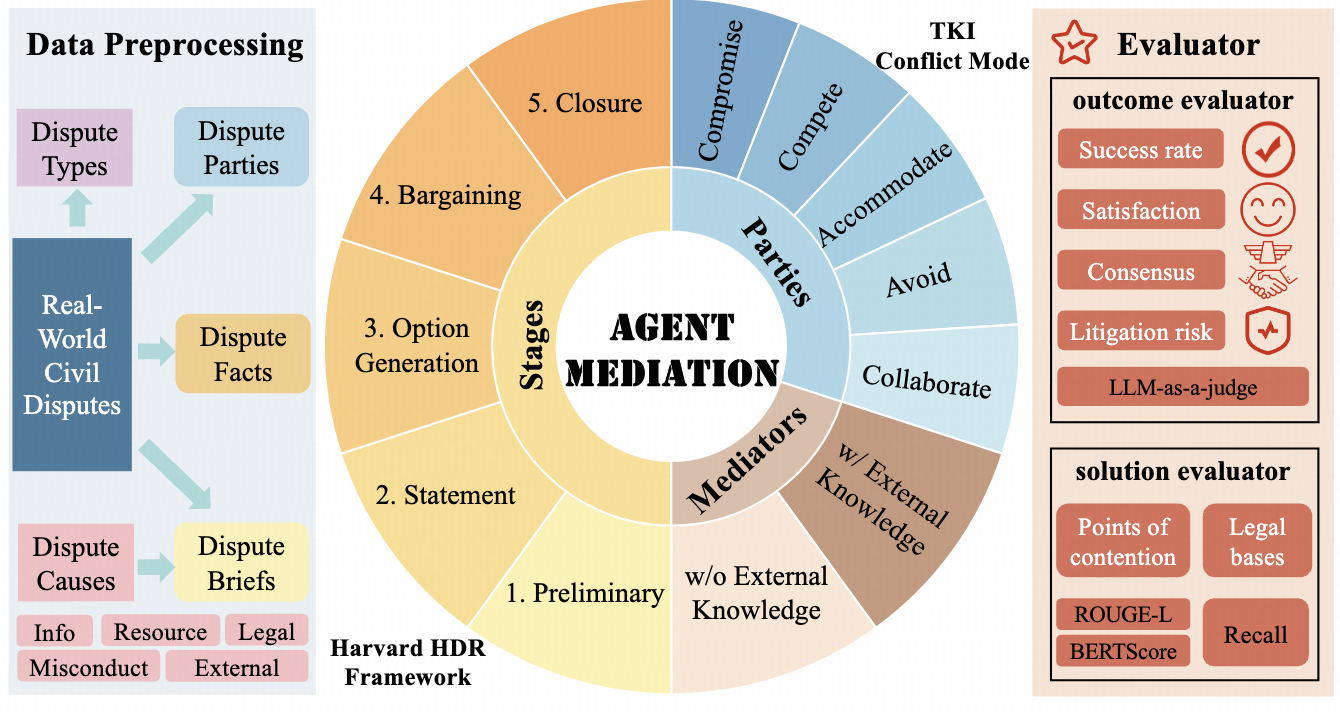 Data Preprocessing
Dispute
Types
Dispute
Parties
Real-
World
Civil
Disputes
Dispute
Facts
Dispute
Causes
Dispute
Briefs
Info
Resource
Legal
Misconduct
External
AGENT
MEDIATION
Stages
1. Preliminary
2. Statement
3. Option
Generation
4. Bargaining
5. Closure
Harvard HDR
Framework
Parties
Compromise
Compete
Accommodate
Avoid
Collaborate
TKI
Conflict Mode
Mediators
w/ External
Knowledge
w/o External
Knowledge
Evaluator
outcome evaluator
Success rate
Satisfaction
Consensus
Litigation risk
LLM-as-a-judge
solution evaluator
Points of
contention
Legal
bases
ROUGE-L
BERTScore
Recall